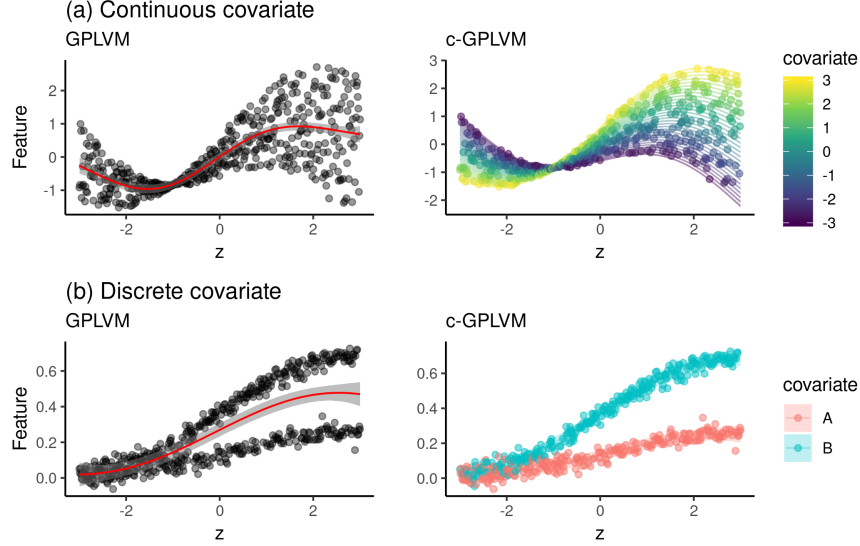 (a) Continuous covariate
GPLVM
c-GPLVM
Feature
2
1
0
-1
-2
0
2
z
3
2
1
0
-1
-2
-2
0
2
z
covariate
3
2
1
0
-1
-2
-3
(b) Discrete covariate
GPLVM
c-GPLVM
Feature
0.6
0.4
0.2
0.0
-2
0
2
z
0.6
0.4
0.2
0.0
-2
0
2
z
covariate
A
B